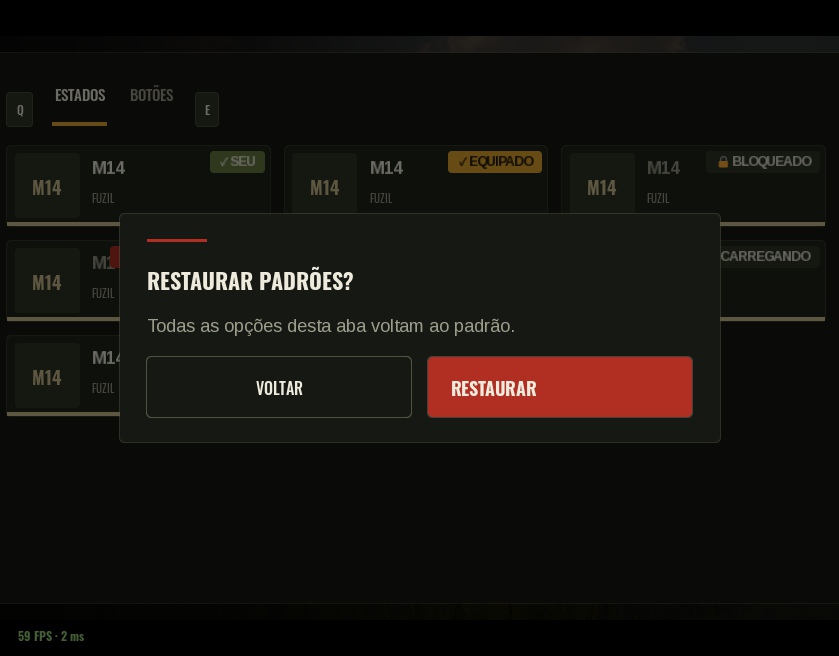 Q
ESTADOS
BOTÕES
E
M14
M14
FUZIL
✓ SEU
M14
M14
FUZIL
✓ EQUIPADO
M14
M14
FUZIL
🔒 BLOQUEADO
M14
FUZIL
CARREGANDO
M14
FUZIL
RESTAURAR PADRÕES?
Todas as opções desta aba voltam ao padrão.
VOLTAR
RESTAURAR
59 FPS · 2 ms